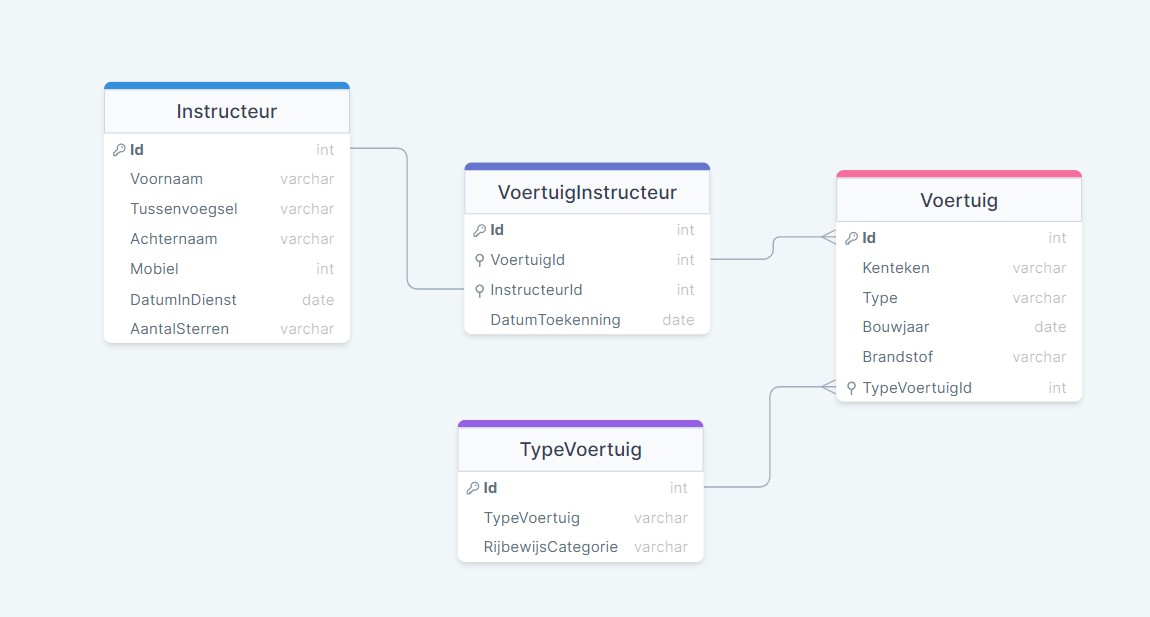 Instructeur
Id int
Voornaam varchar
Tussenvoegsel varchar
Achternaam varchar
Mobiel int
DatumInDienst date
AantalSterren varchar
VoertuigInstructeur
Id int
VoertuigId int
InstructeurId int
DatumToekenning date
Voertuig
Id int
Kenteken varchar
Type varchar
Bouwjaar date
Brandstof varchar
TypeVoertuigId int
TypeVoertuig
Id int
TypeVoertuig varchar
RijbewijsCategorie varchar